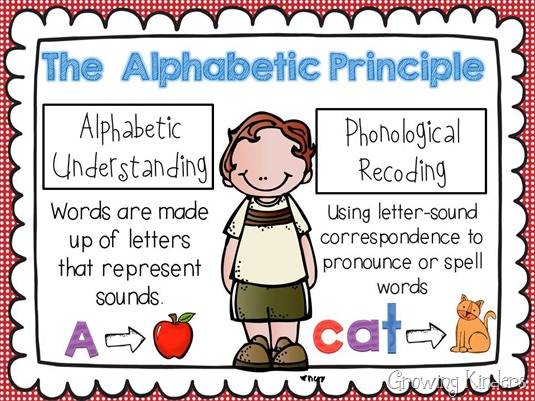 The Alphabetic Principle
Alphabetic
Understanding
Words are made
up of letters
that represent
sounds.
A
Phonological
Recoding
Using letter-sound
correspondence to
pronounce or spell
words
cat
Growing Kinders